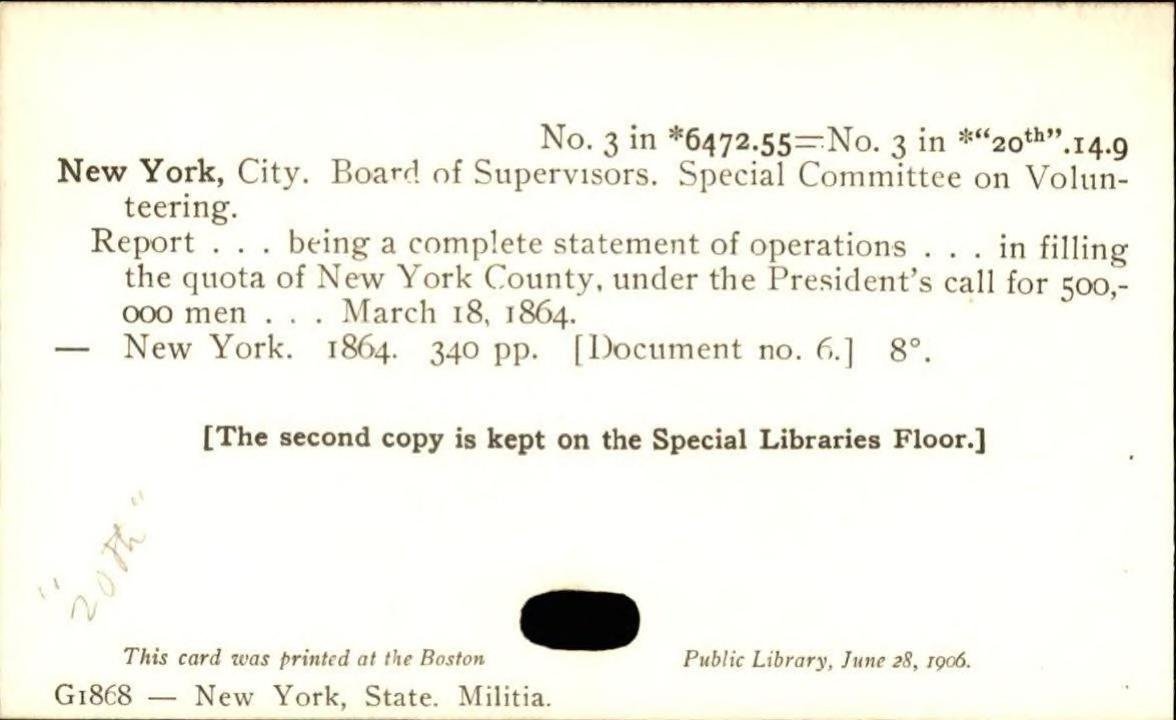 No. 3 in *6472.55=No. 3 in *“20th”.14.9
New York, City. Board of Supervisors. Special Committee on Volun-
teering.
Report . . . being a complete statement of operations . . . in filling
the quota of New York County, under the President’s call for 500,-
000 men . . . March 18, 1864.
— New York. 1864. 340 pp. [Document no. 6.] 8°.
[The second copy is kept on the Special Libraries Floor.]
"20th"
This card was printed at the Boston Public Library, June 28, 1906.
G1868 — New York, State. Militia.